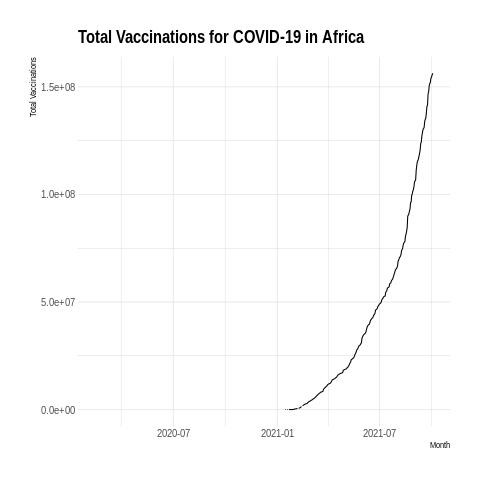 Total Vaccinations for COVID-19 in Africa
Total Vaccinations
1.5e+08
1.0e+08
5.0e+07
0.0e+00
2020-07 2021-01 2021-07
Month